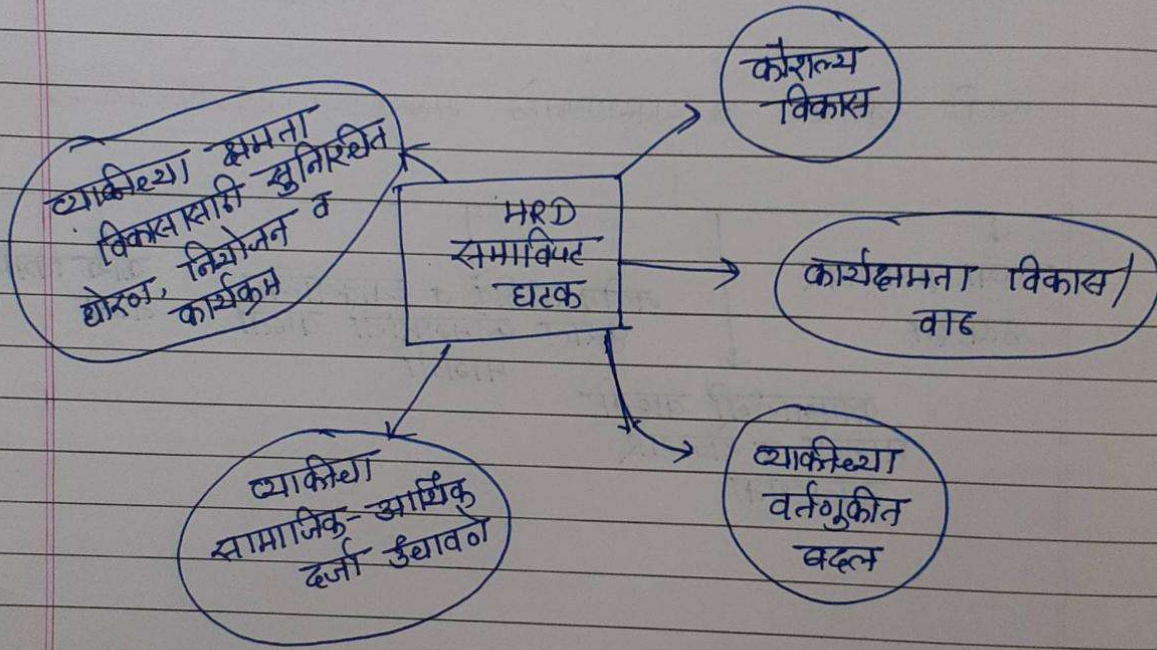 HRD
समाविष्ट
घटक
कौशल्य
विकास
कार्यक्षमता विकास/
वाढ
व्यक्तीच्या
वर्तणुकीत
बदल
व्यक्तीचा
सामाजिक-आर्थिक
दर्जा उंचावणे
व्यक्तीच्या क्षमता
विकासासाठी सुनिश्चित
धोरण, नियोजन व
कार्यक्रम